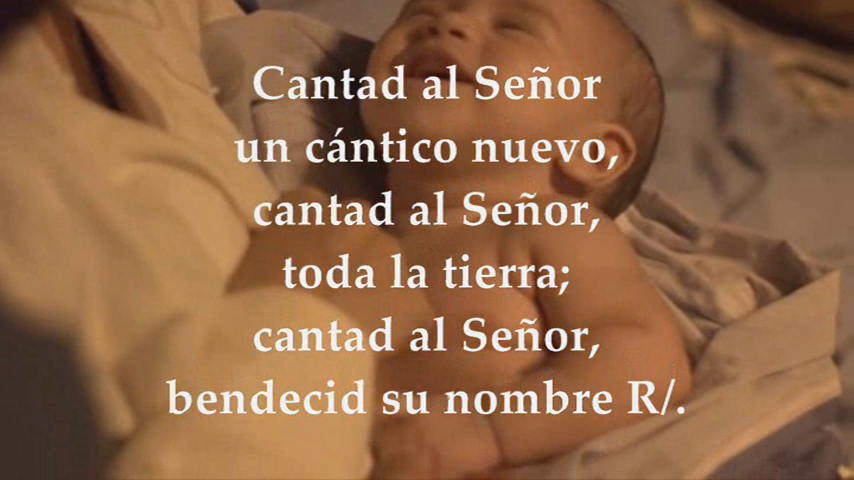 Cantad al Señor
un cántico nuevo,
cantad al Señor,
toda la tierra;
cantad al Señor,
bendecid su nombre R/.